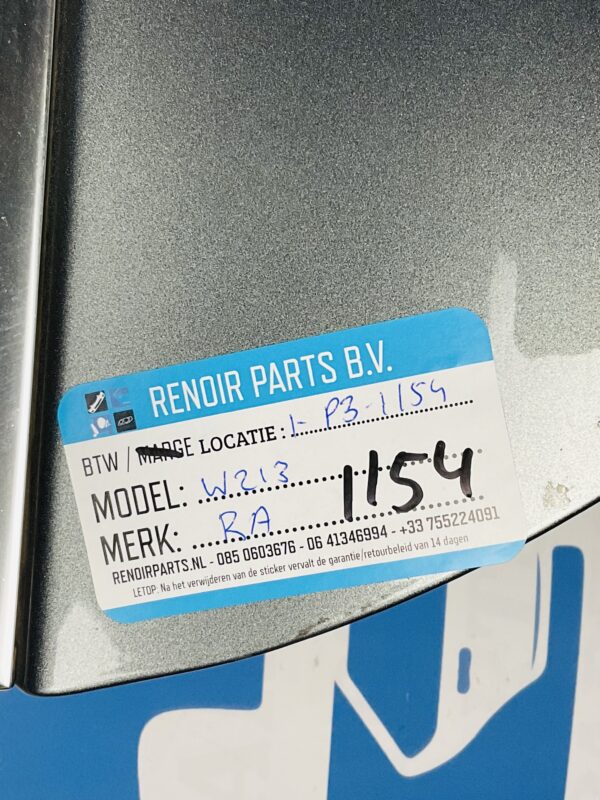 RENOIR PARTS B.V.
BTW / MARGE LOCATIE: 1-P3-1154
MODEL: W213
MERK: RA 1154
RENOIRPARTS.NL - 085 0603676 - 06 41346994 - +33 755224091
LETOP: Na het verwijderen van de sticker vervalt de garantie/retourbeleid van 14 dagen